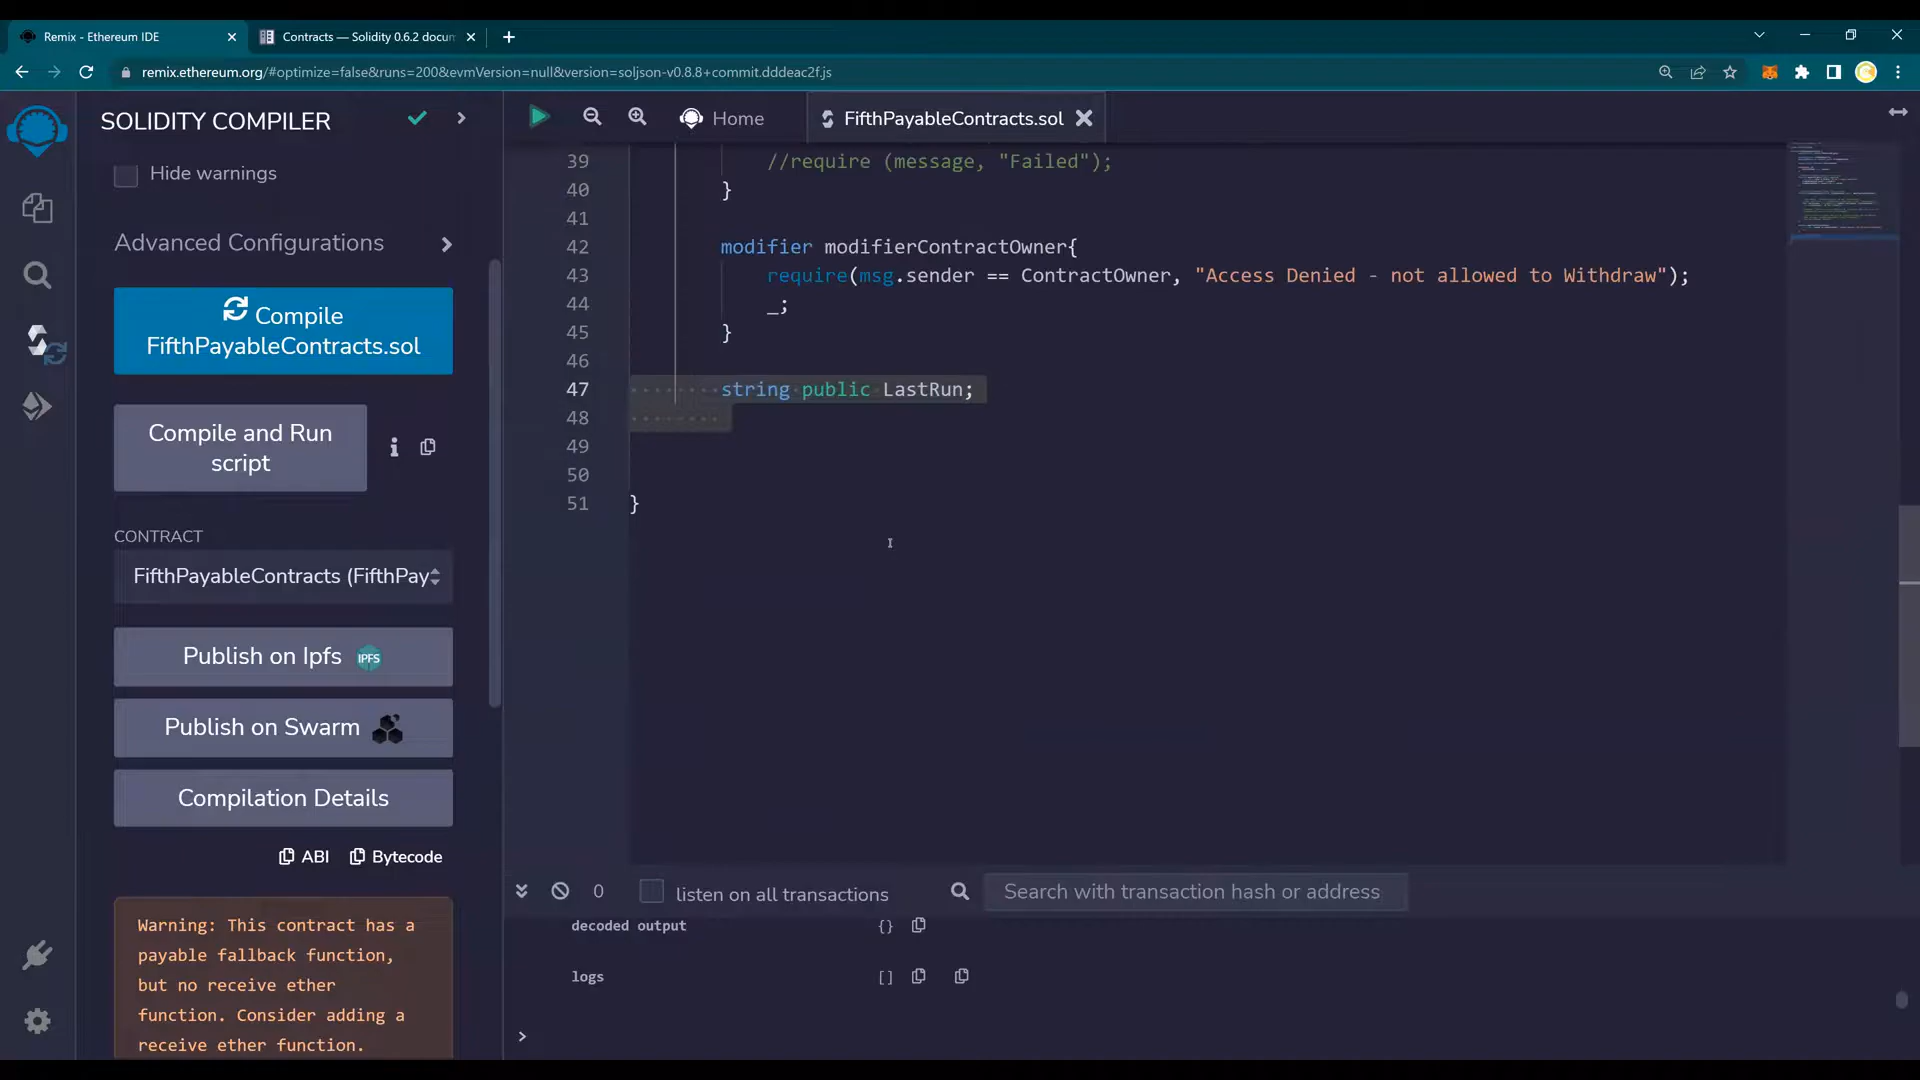 Remix - Ethereum IDE
Contracts — Solidity 0.6.2 docum
remix.ethereum.org/#optimize=false&runs=200&evmVersion=null&version=soljson-v0.8.8+commit.dddeac2f.js
SOLIDITY COMPILER
Hide warnings
Advanced Configurations
Compile
FifthPayableContracts.sol
Compile and Run
script
CONTRACT
FifthPayableContracts (FifthPay
Publish on Ipfs
IPFS
Publish on Swarm
Compilation Details
ABI
Bytecode
Warning: This contract has a
payable fallback function,
but no receive ether
function. Consider adding a
receive ether function.
Home
FifthPayableContracts.sol
39 //require (message, "Failed");
40 }
41
42 modifier modifierContractOwner{
43 require(msg.sender == ContractOwner, "Access Denied - not allowed to Withdraw");
44 _;
45 }
46
47 string public LastRun;
48
49
50
51 }
0
listen on all transactions
Search with transaction hash or address
decoded output {}
logs []
>